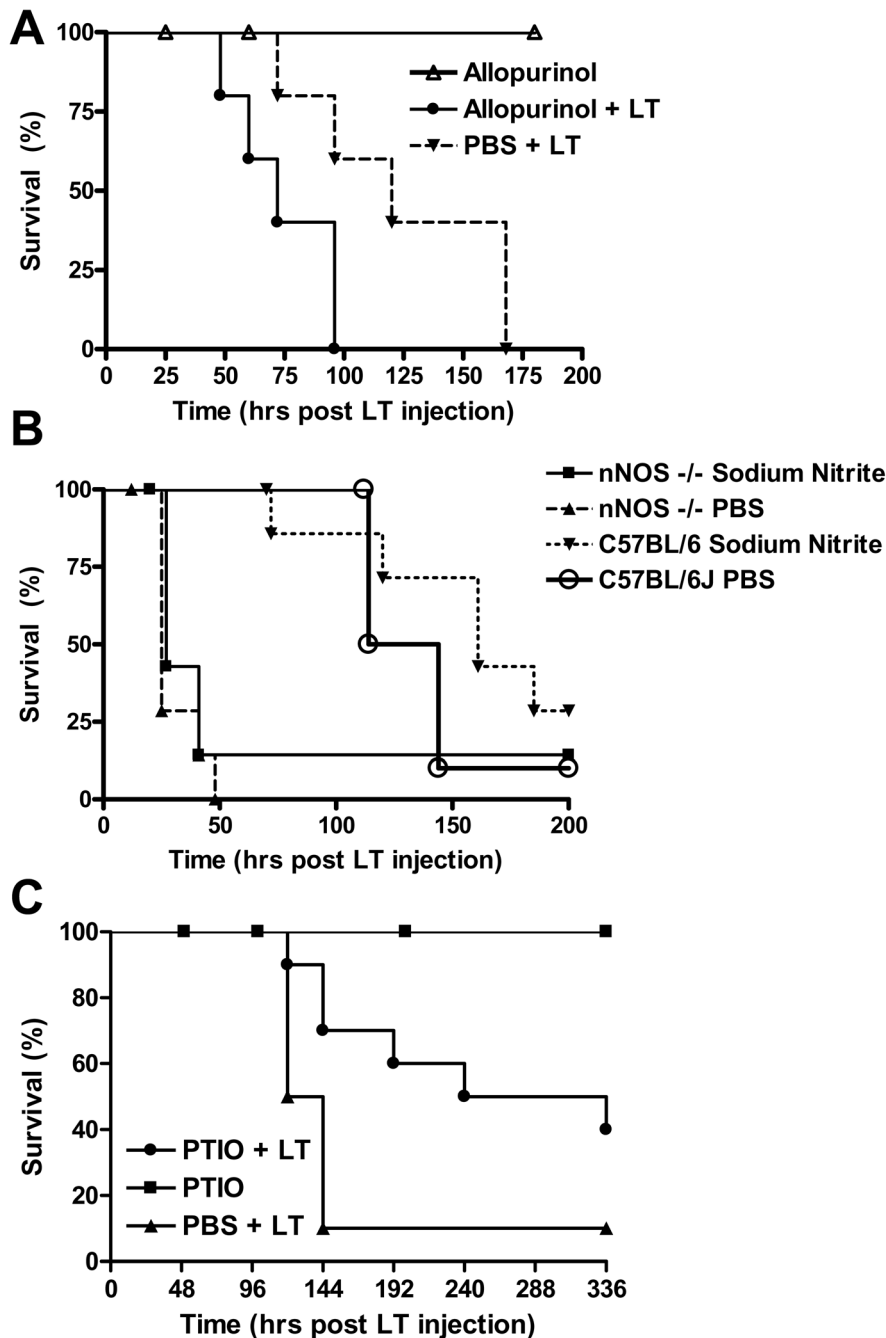 A
100
75
50
25
0
Survival (%)
Allopurinol
Allopurinol + LT
PBS + LT
0 25 50 75 100 125 150 175 200
Time (hrs post LT injection)
B
100
75
50
25
0
Survival (%)
nNOS -/- Sodium Nitrite
nNOS -/- PBS
C57BL/6 Sodium Nitrite
C57BL/6J PBS
0 50 100 150 200
Time (hrs post LT injection)
C
100
80
60
40
20
0
Survival (%)
PTIO + LT
PTIO
PBS + LT
0 48 96 144 192 240 288 336
Time (hrs post LT injection)